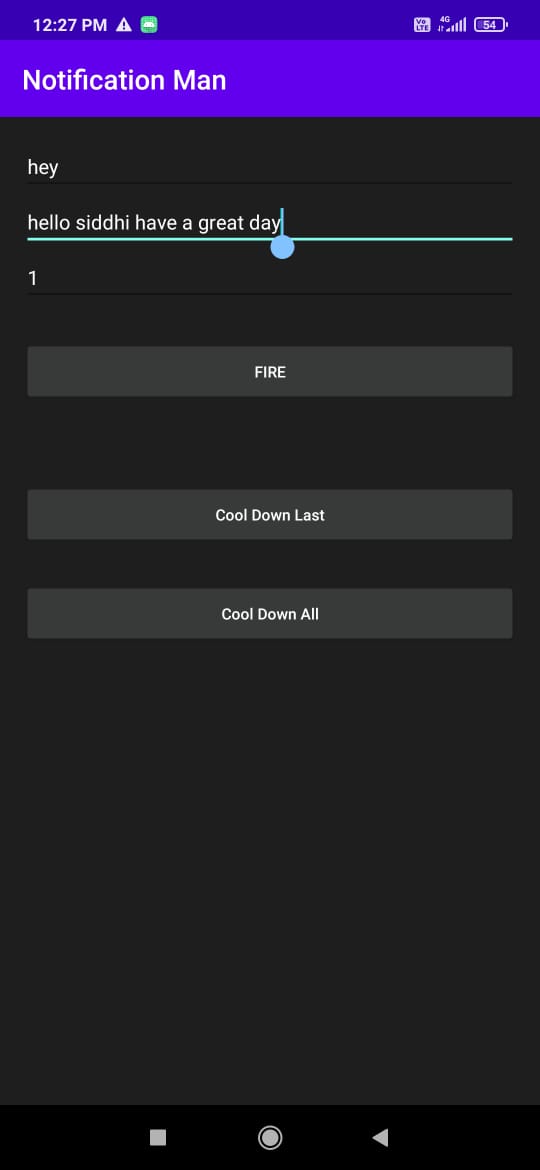 12:27 PM Vo LTE 4G 54
Notification Man
hey
hello siddhi have a great day
1
FIRE
Cool Down Last
Cool Down All